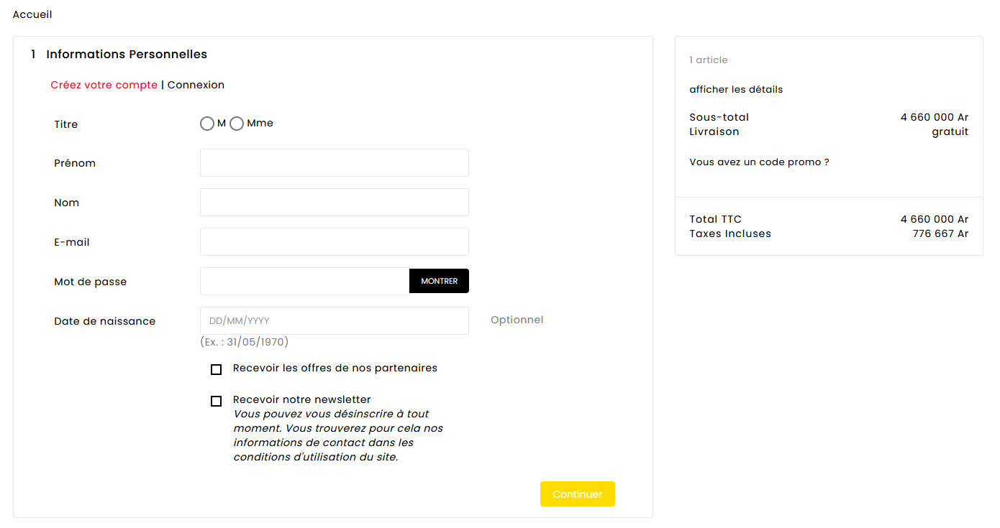 Accueil
1 Informations Personnelles
Créez votre compte | Connexion
Titre M Mme
Prénom
Nom
E-mail
Mot de passe MONTRER
Date de naissance DD/MM/YYYY Optionnel
(Ex. : 31/05/1970)
Recevoir les offres de nos partenaires
Recevoir notre newsletter
Vous pouvez vous désinscrire à tout
moment. Vous trouverez pour cela nos
informations de contact dans les
conditions d'utilisation du site.
Continuer
1 article
afficher les détails
Sous-total 4 660 000 Ar
Livraison gratuit
Vous avez un code promo ?
Total TTC 4 660 000 Ar
Taxes Incluses 776 667 Ar